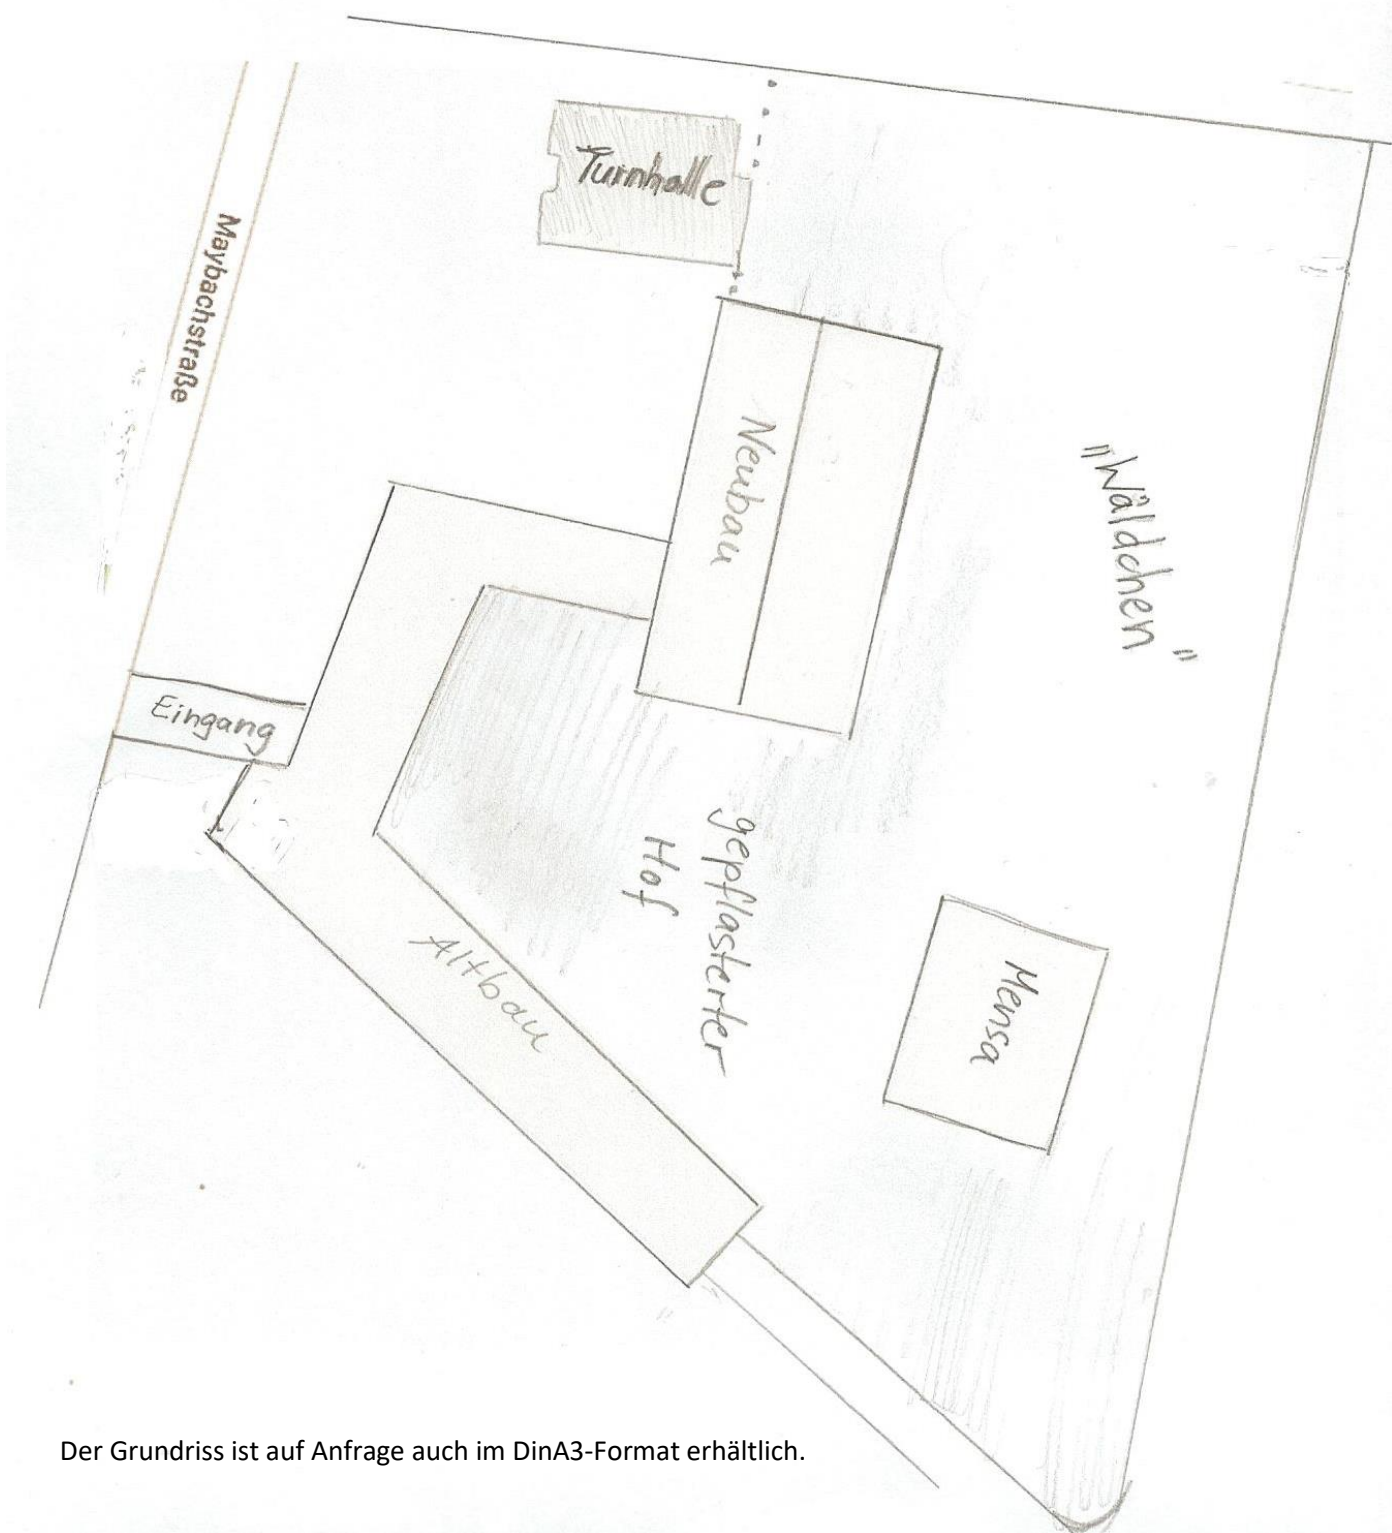 Turnhalle
Maybachstraße
Neubau
"Wäldchen"
Eingang
gepflasterter
Hof
Altbau
Mensa
Der Grundriss ist auf Anfrage auch im DinA3-Format erhältlich.